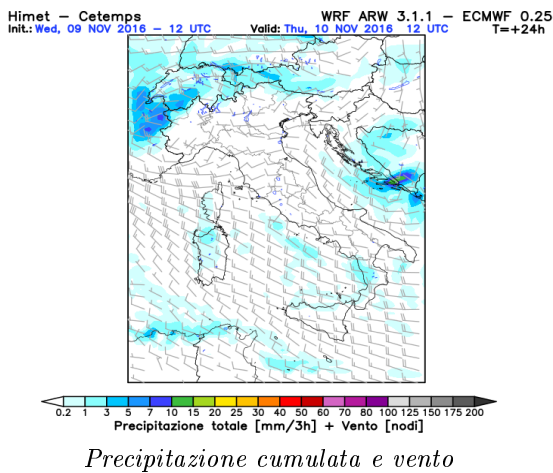 Himet – Cetemps WRF ARW 3.1.1 – ECMWF 0.25
Init.: Wed, 09 NOV 2016 – 12 UTC Valid: Thu, 10 NOV 2016 12 UTC T=+24h
0.2 1 3 5 7 10 15 20 25 30 40 50 60 70 80 100 125 150 175 200
Precipitazione totale [mm/3h] + Vento [nodi]
Precipitazione cumulata e vento